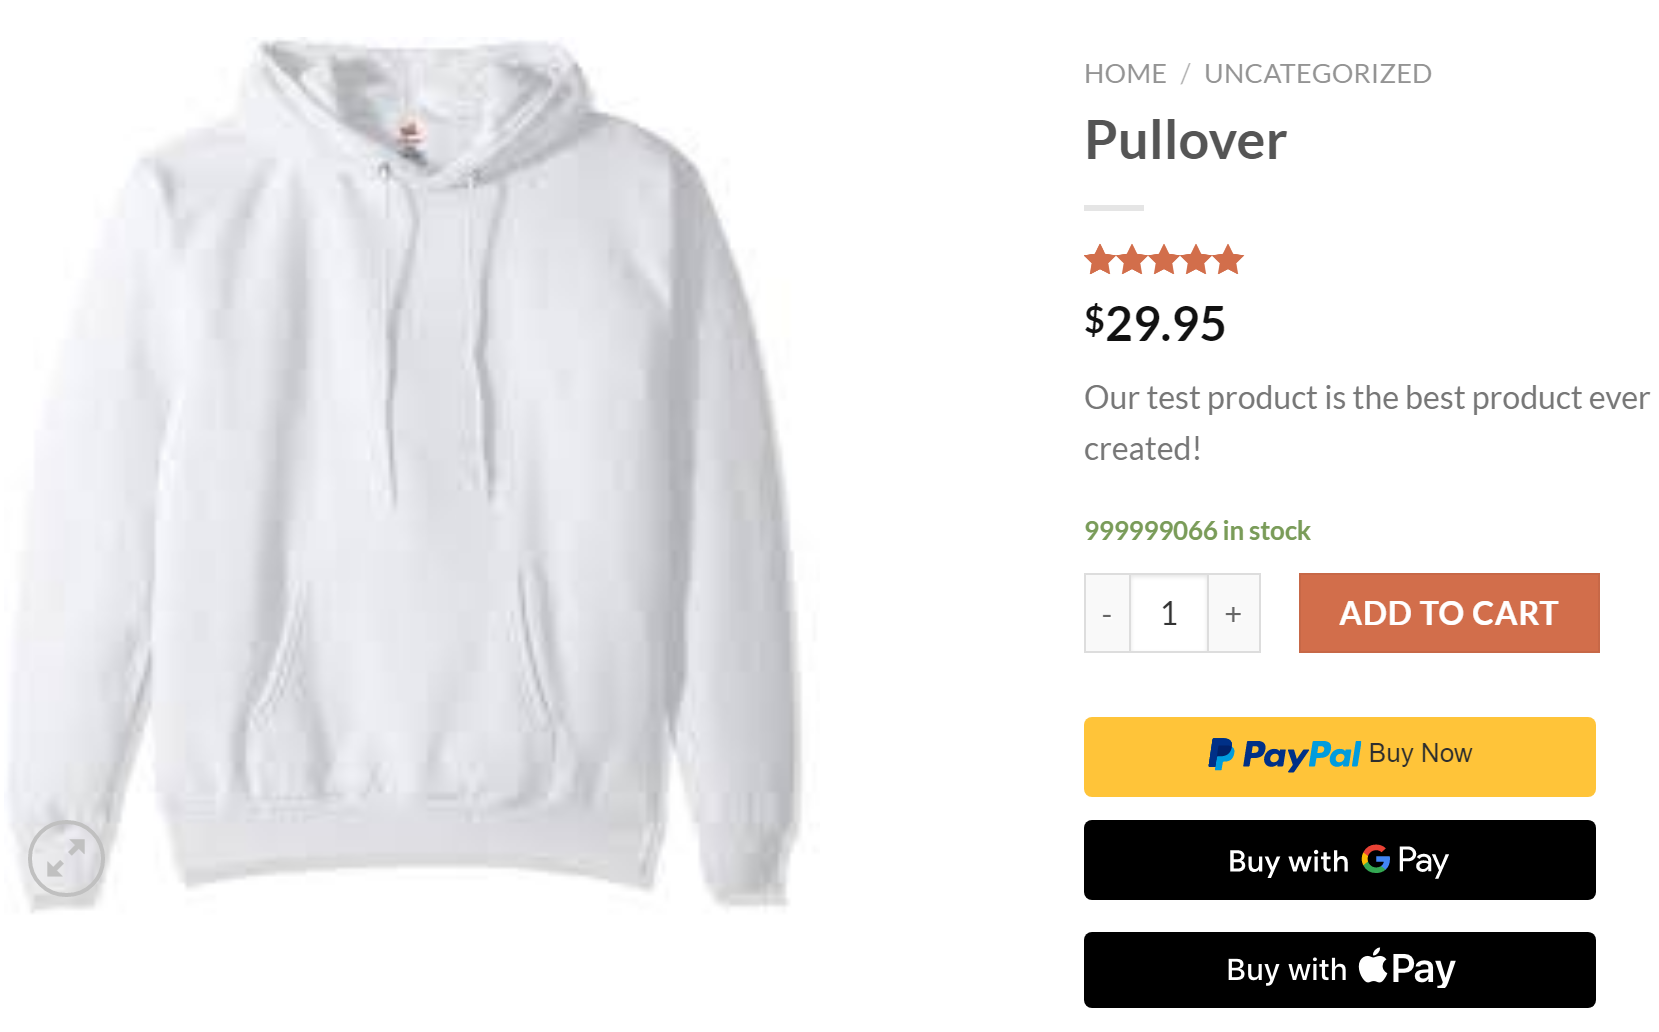 HOME / UNCATEGORIZED
Pullover
$29.95
Our test product is the best product ever
created!
999999066 in stock
- 1 +
ADD TO CART
PayPal Buy Now
Buy with G Pay
Buy with Pay